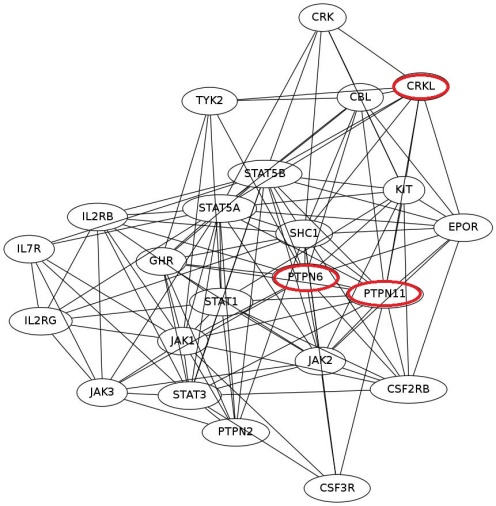 CRK
CRKL
TYK2
CBL
STAT5B
KIT
STAT5A
IL2RB
SHC1
EPOR
IL7R
GHR
PTPN6
PTPN11
STAT1
IL2RG
JAK1
JAK2
JAK3
STAT3
CSF2RB
PTPN2
CSF3R